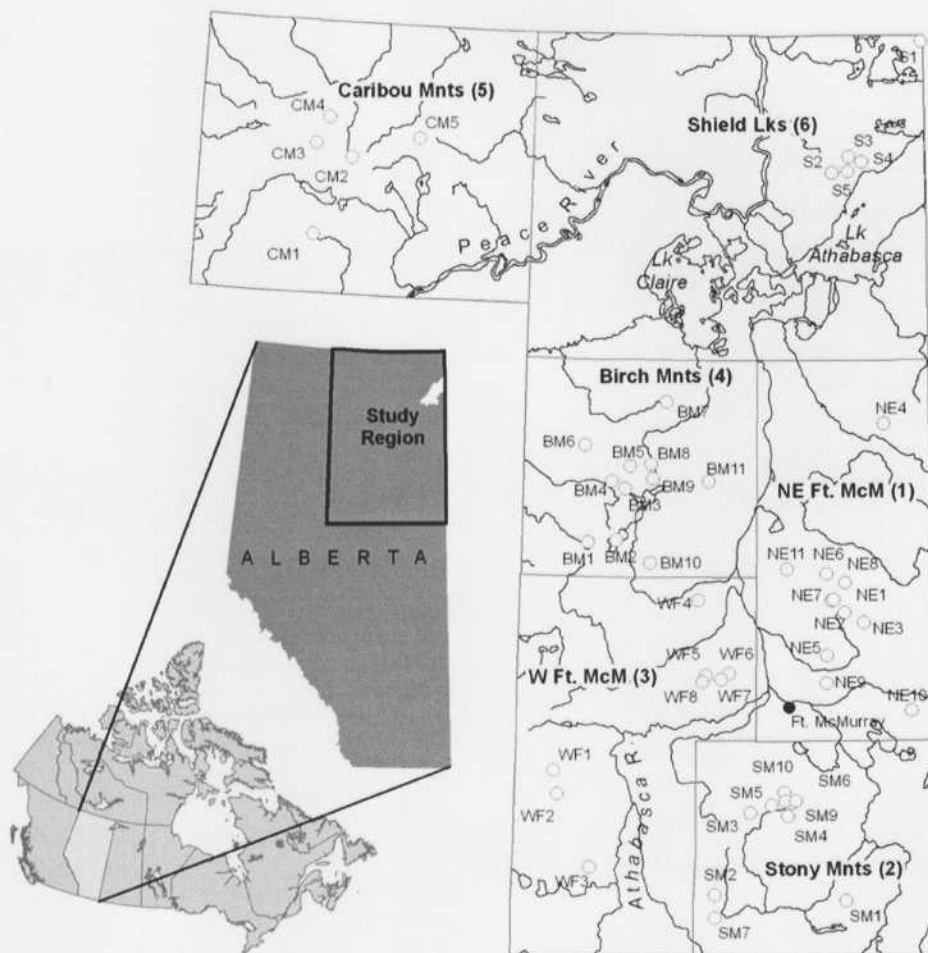 S1
Caribou Mnts (5)
CM4
CM5
CM3
CM2
CM1
Shield Lks (6)
S3
S2
S4
S5
Peace River
Lk
Athabasca
Lk
Claire
Birch Mnts (4)
BM7
BM6
BM5
BM8
BM11
BM4
BM9
BM3
BM1
BM2
BM10
NE4
NE Ft. McM (1)
NE11
NE6
NE8
NE7
NE1
NE2
NE3
NE5
NE9
NE10
Ft. McMurray
WF4
WF5
WF6
W Ft. McM (3)
WF8
WF7
WF1
WF2
WF3
Athabasca R.
SM10
SM6
SM5
SM9
SM3
SM4
Stony Mnts (2)
SM2
SM1
SM7
Study
Region
ALBERTA